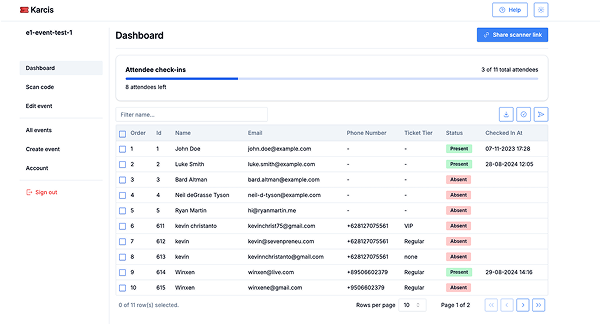 Karcis
Help
e1-event-test-1
Dashboard
Scan code
Edit event
All events
Create event
Account
Sign out
Dashboard
Share scanner link
Attendee check-ins
3 of 11 total attendees
8 attendees left
Filter name...
Order Id Name Email Phone Number Ticket Tier Status Checked In At
1 1 John Doe john.doe@example.com - - Present 07-11-2023 17:28
2 2 Luke Smith luke.smith@example.com - - Present 28-08-2024 12:05
3 3 Bard Altman bard.altman@example.com - - Absent
4 4 Neil deGrasse Tyson neil-d-tyson@example.com - - Absent
5 5 Ryan Martin hi@ryanmartin.me - - Absent
6 611 kevin christanto kevinchrist75@gmail.com +628127075561 VIP Absent
7 612 kevin kevin@sevenpreneu.com +628127075561 Regular Absent
8 613 kevin kevinnchristanto@gmail.com +628127075561 none Absent
9 614 Winxen winxen@live.com +89506602379 Regular Present 29-08-2024 14:16
10 615 Winxen winxene@gmail.com +9506602379 Regular Absent
0 of 11 row(s) selected.
Rows per page 10 Page 1 of 2